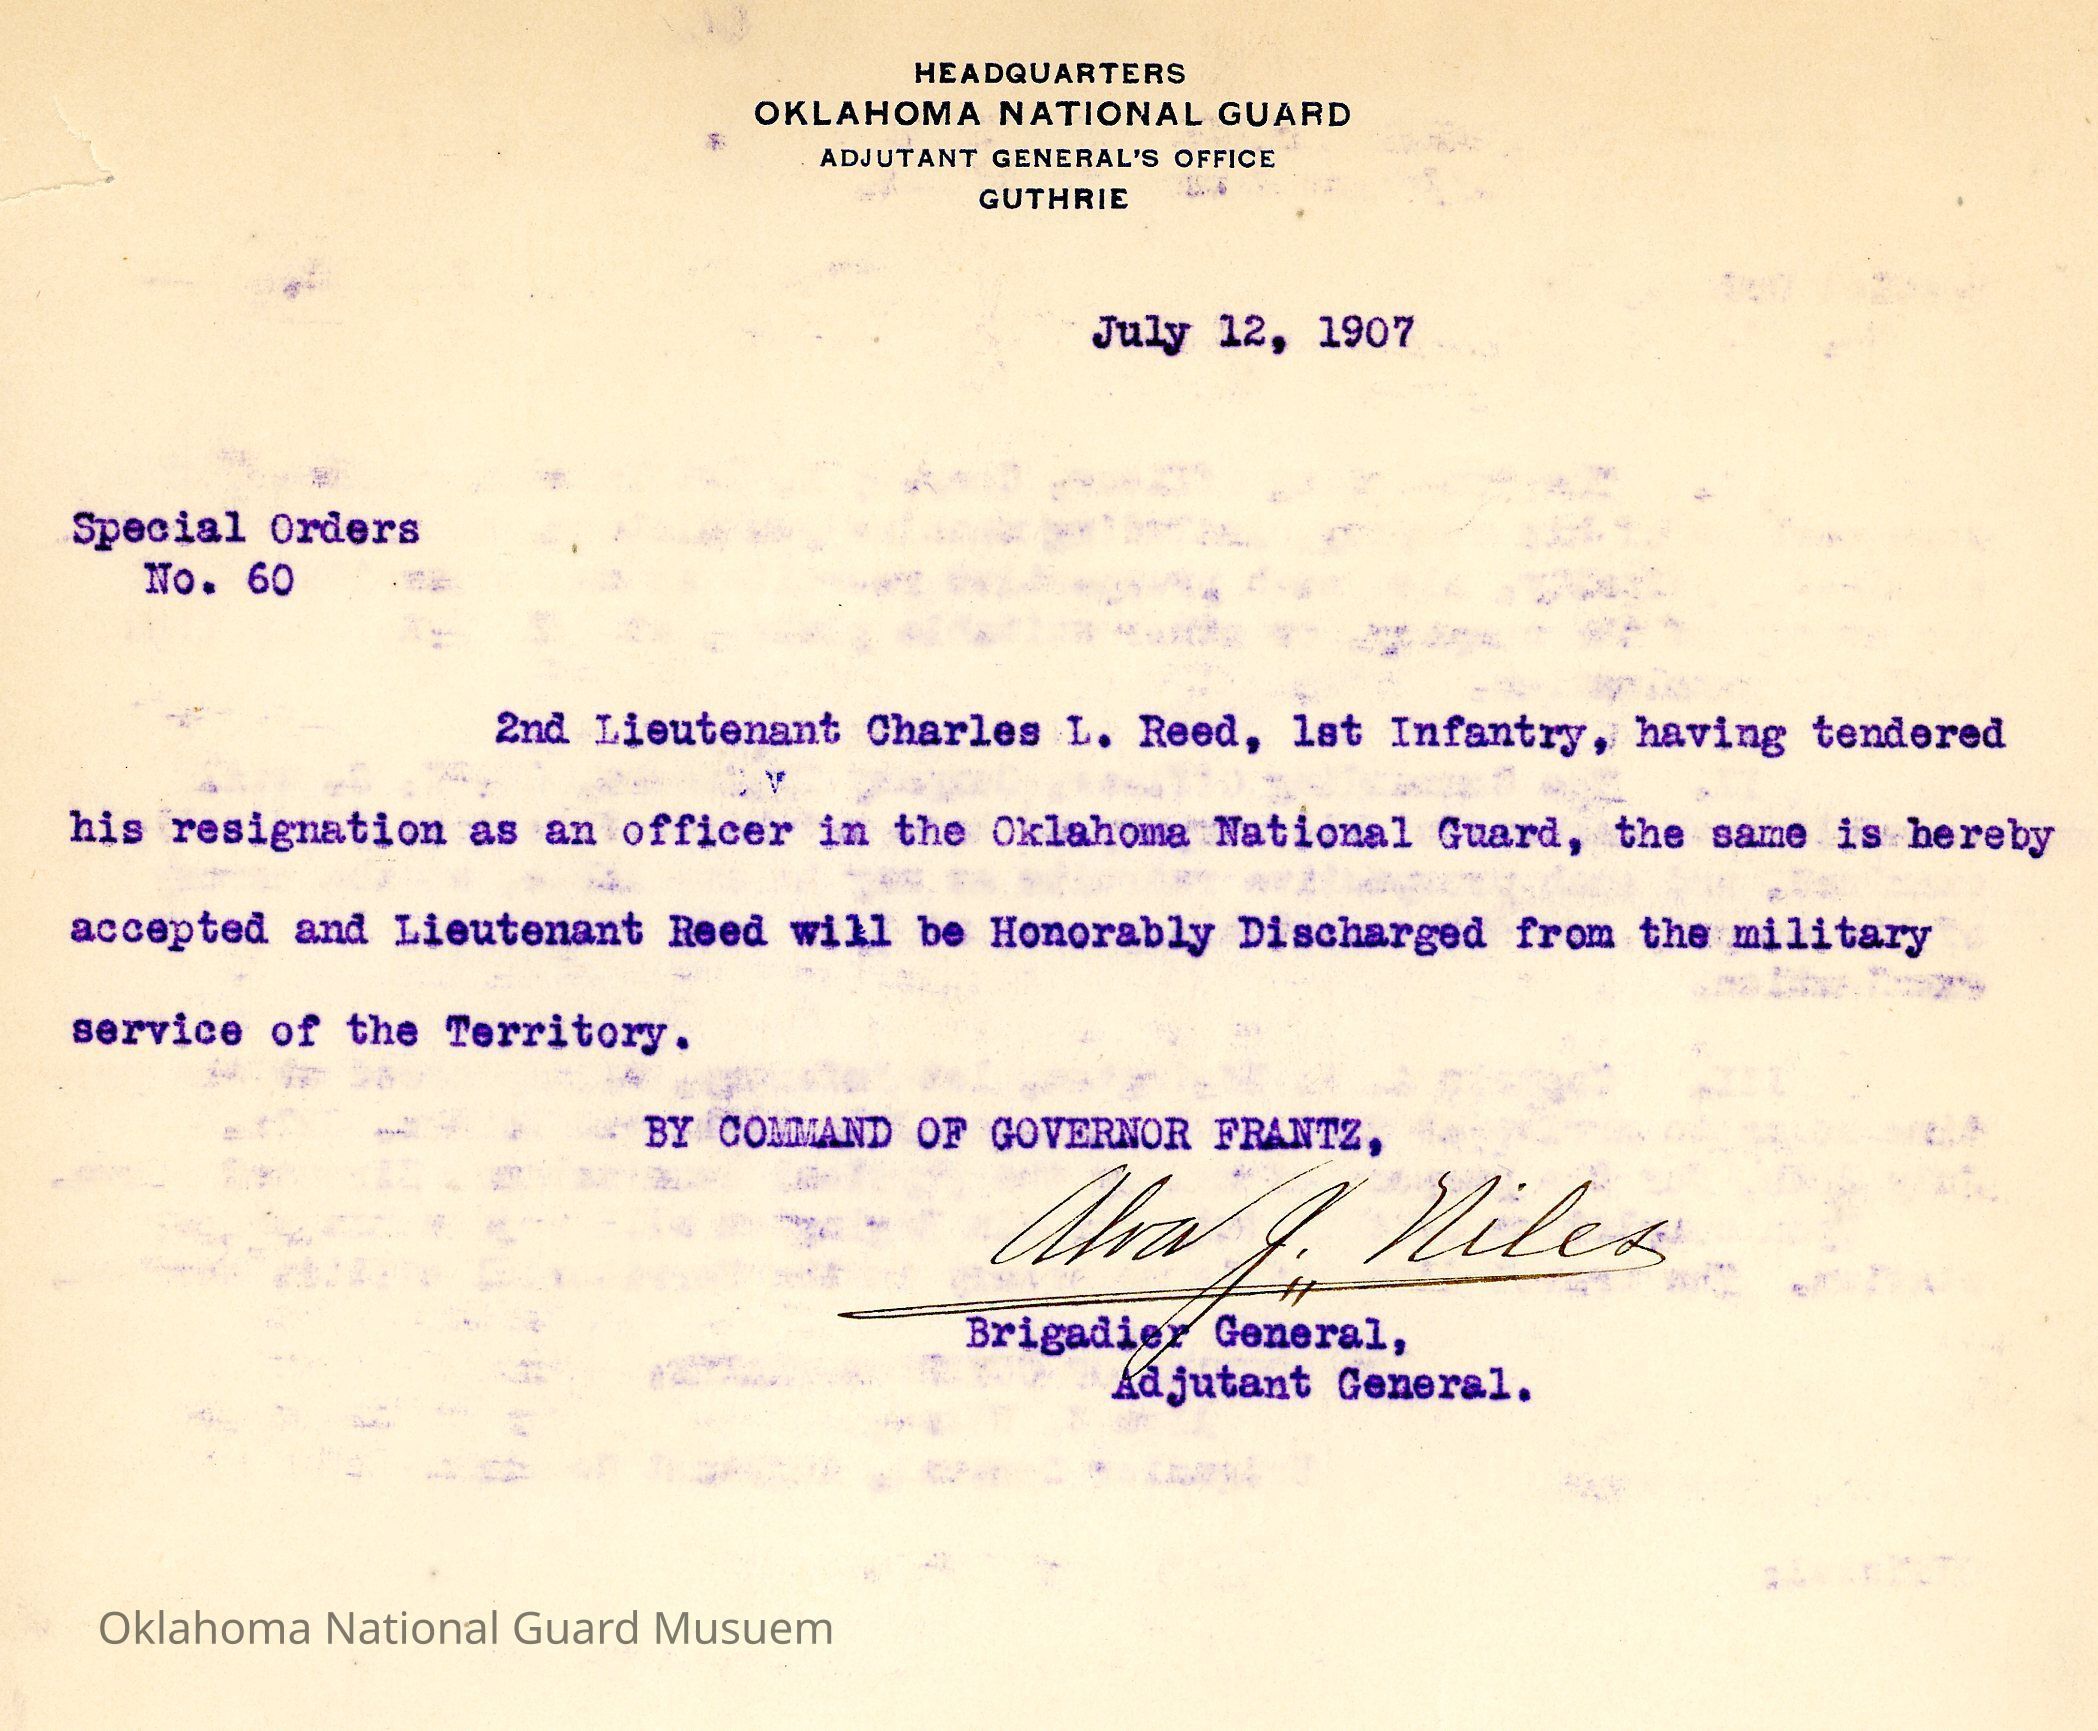 HEADQUARTERS
OKLAHOMA NATIONAL GUARD
ADJUTANT GENERAL'S OFFICE
GUTHRIE
July 12, 1907
Special Orders
No. 60
2nd Lieutenant Charles L. Reed, 1st Infantry, having tendered
his resignation as an officer in the Oklahoma National Guard, the same is hereby
accepted and Lieutenant Reed will be Honorably Discharged from the military
service of the Territory.
BY COMMAND OF GOVERNOR FRANTZ,
Alva J. Niles
Brigadier General,
Adjutant General.
Oklahoma National Guard Musuem